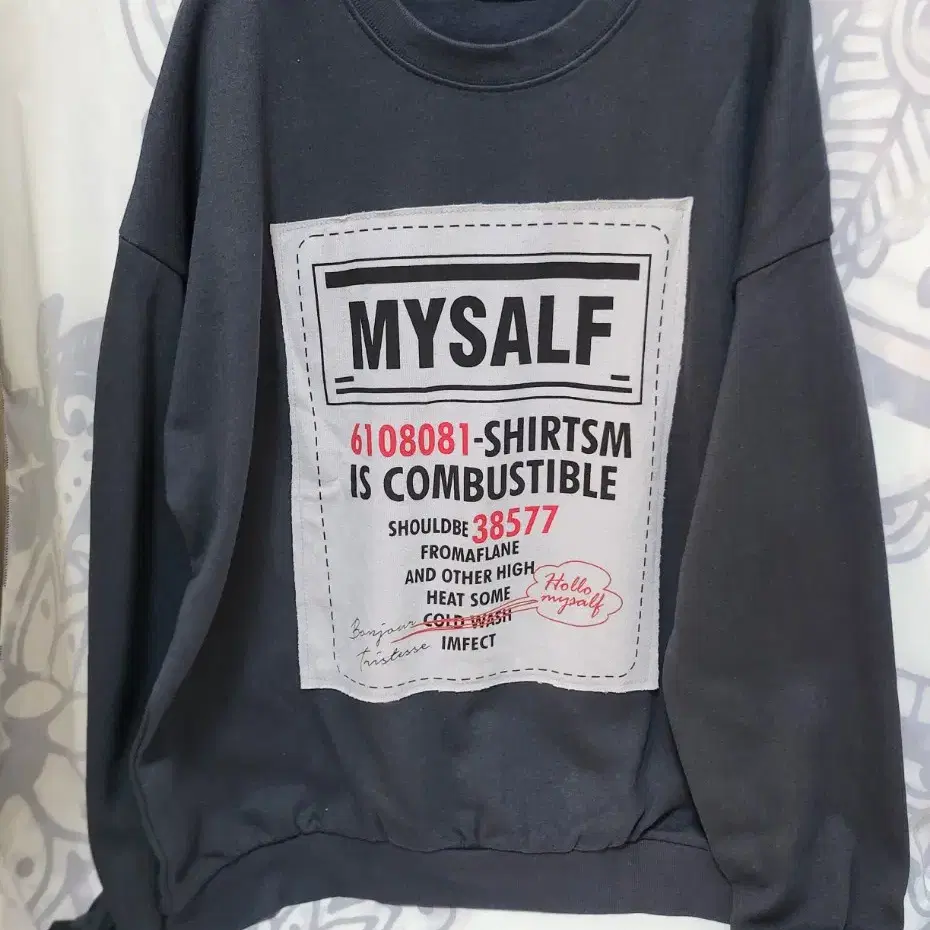 MYSALF
6108081-SHIRTSM
IS COMBUSTIBLE
SHOULDBE 38577
FROMAFLANE
AND OTHER HIGH
HEAT SOME
Hollo
mysalf
COLD WASH
Bonjour
Tristesse
IMFECT